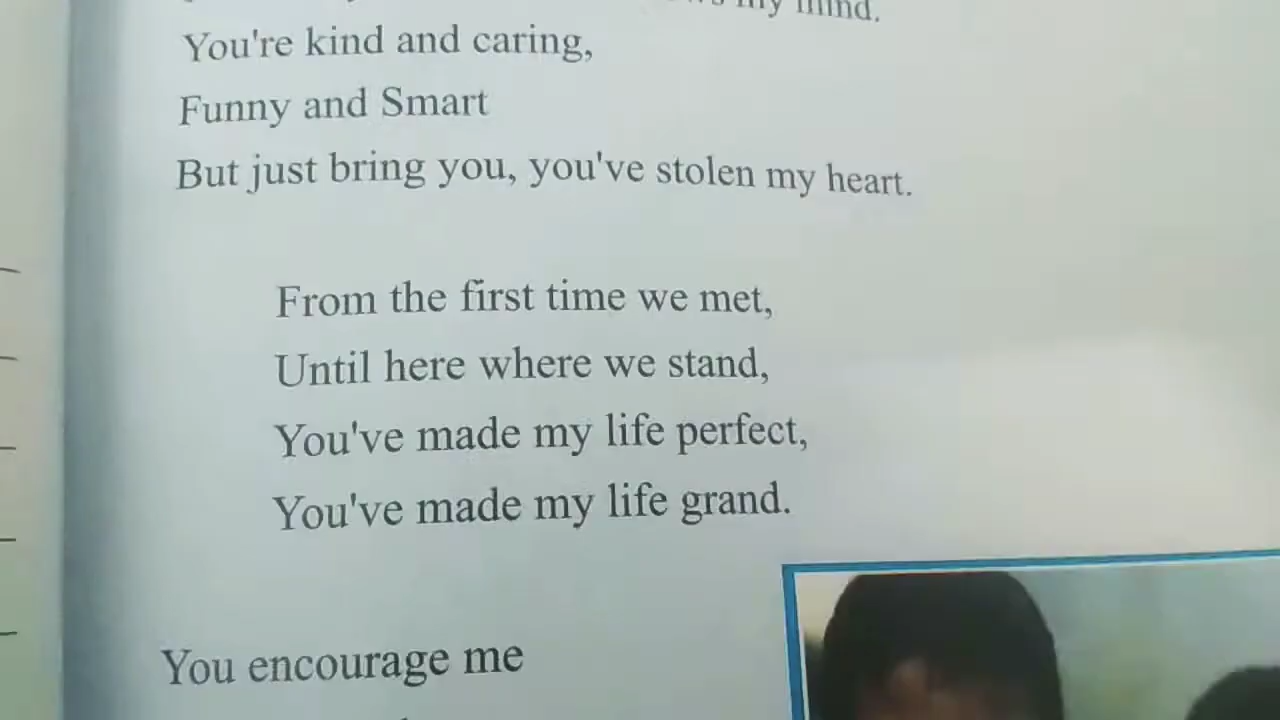 my mind.
You're kind and caring,
Funny and Smart
But just bring you, you've stolen my heart.
From the first time we met,
Until here where we stand,
You've made my life perfect,
You've made my life grand.
You encourage me